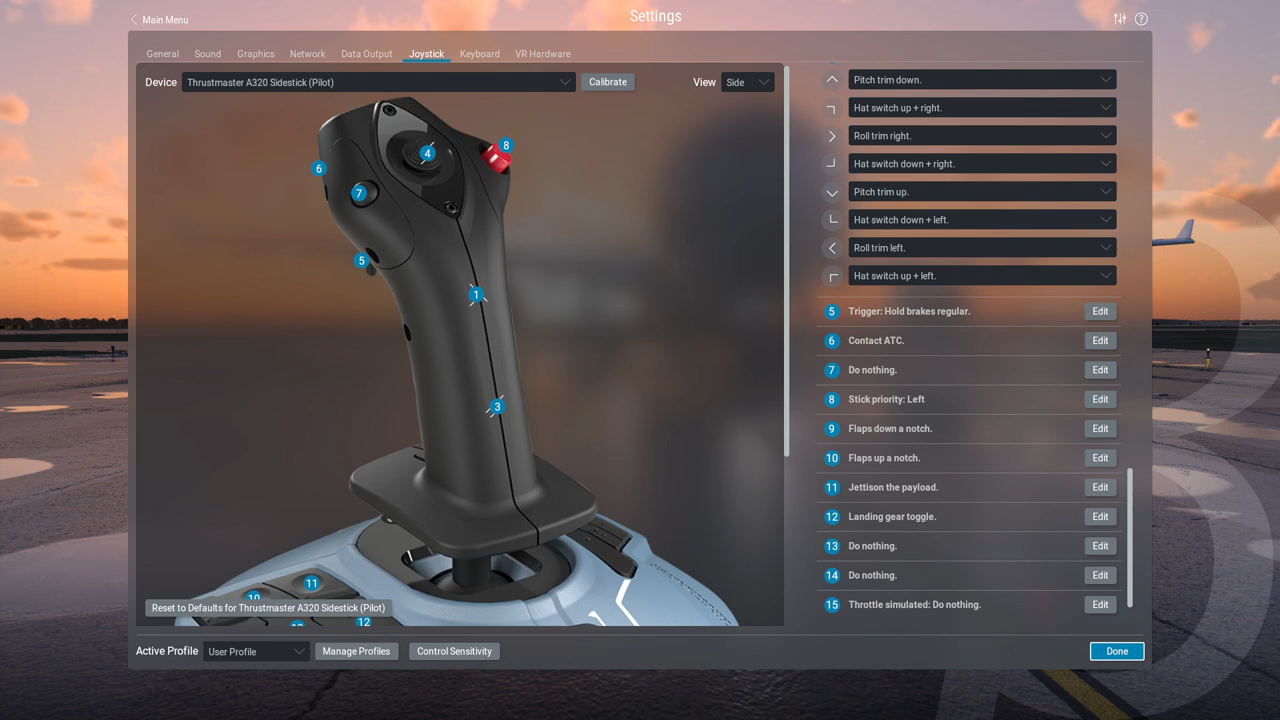 Main Menu
Settings
General
Sound
Graphics
Network
Data Output
Joystick
Keyboard
VR Hardware
Device
Thrustmaster A320 Sidestick (Pilot)
Calibrate
View
Side
8
4
6
7
5
1
3
11
10
12
Reset to Defaults for Thrustmaster A320 Sidestick (Pilot)
Pitch trim down.
Hat switch up + right.
Roll trim right.
Hat switch down + right.
Pitch trim up.
Hat switch down + left.
Roll trim left.
Hat switch up + left.
5 Trigger: Hold brakes regular. Edit
6 Contact ATC. Edit
7 Do nothing. Edit
8 Stick priority: Left Edit
9 Flaps down a notch. Edit
10 Flaps up a notch. Edit
11 Jettison the payload. Edit
12 Landing gear toggle. Edit
13 Do nothing. Edit
14 Do nothing. Edit
15 Throttle simulated: Do nothing. Edit
Active Profile
User Profile
Manage Profiles
Control Sensitivity
Done